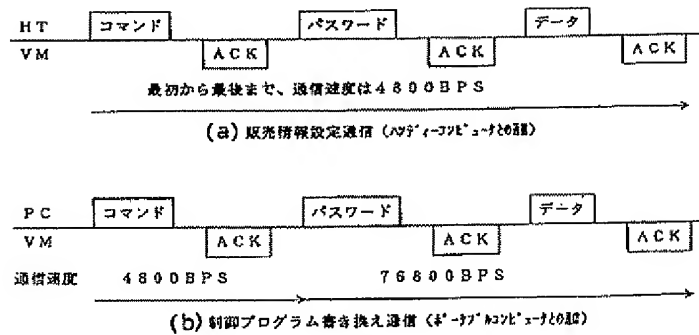 HT コマンド パスワード データ
VM ACK ACK ACK
最初から最後まで、通信速度は4800BPS
(a) 販売情報設定通信(ハンディーコンピュータとの通信)
PC コマンド パスワード データ
VM ACK ACK ACK
通信速度 4800BPS 76800BPS
(b) 制御プログラム書き換え通信(ポータブルコンピュータとの通信)